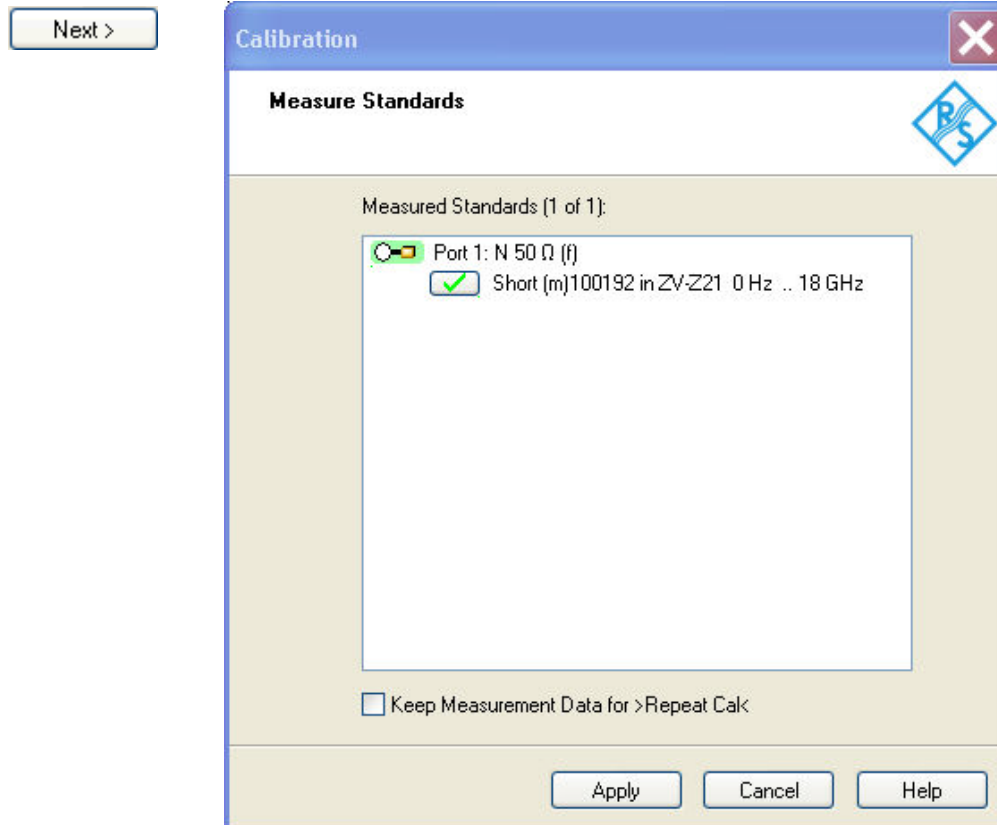 Next >
Calibration
Measure Standards
R
S
Measured Standards (1 of 1):
Port 1: N 50 Ω (f)
Short (m)100192 in ZV-Z21 0 Hz .. 18 GHz
Keep Measurement Data for >Repeat Cal<
Apply
Cancel
Help